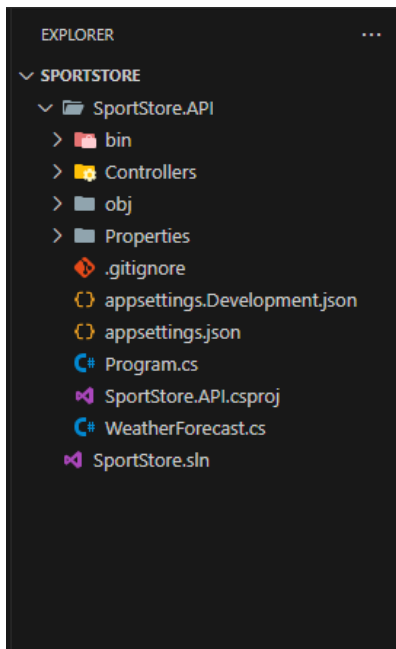 EXPLORER ...
SPORTSTORE
SportStore.API
bin
Controllers
obj
Properties
.gitignore
{} appsettings.Development.json
{} appsettings.json
C# Program.cs
SportStore.API.csproj
C# WeatherForecast.cs
SportStore.sln